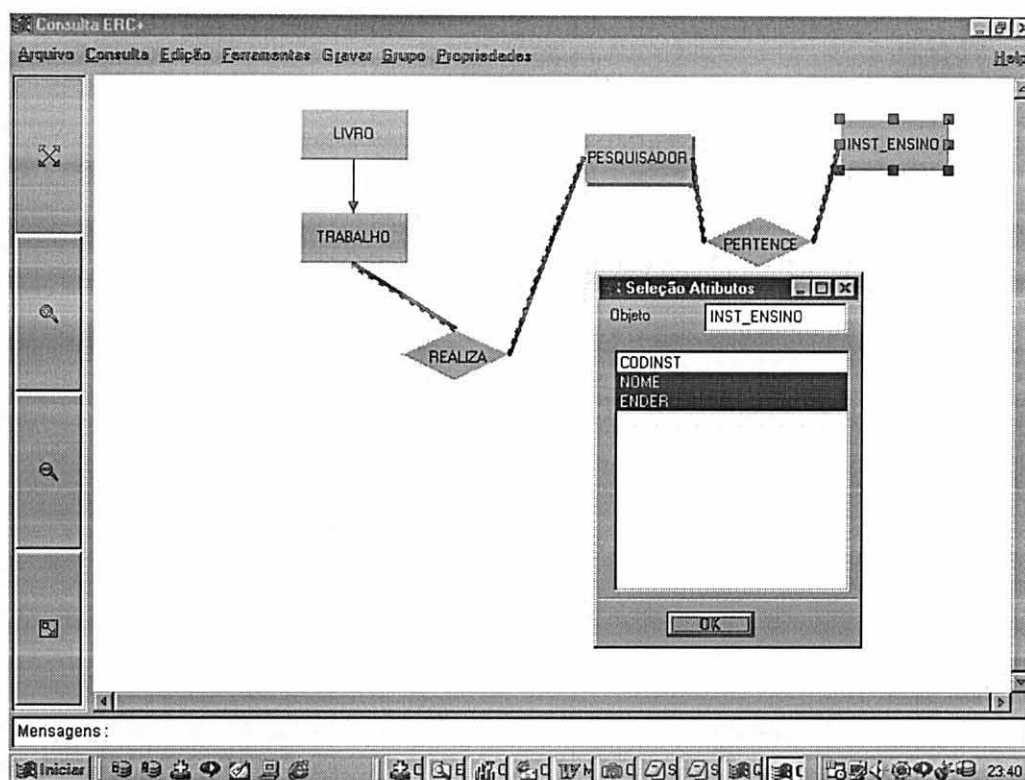 Consulta ERC+
Arquivo Consulta Edição Ferramentas Gravar Grupo Propriedades Help
LIVRO
PESQUISADOR
INST_ENSINO
TRABALHO
PERTENCE
REALIZA
Seleção Atributos
Objeto INST_ENSINO
CODINST
NOME
ENDER
OK
Mensagens:
Iniciar 23:40